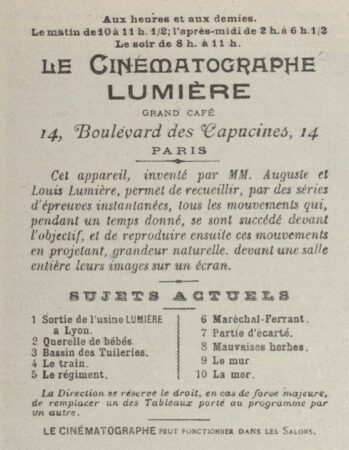 Aux heures et aux demies.
Le matin de 10 à 11 h. 1/2; l'après-midi de 2 h. à 6 h. 1/2
Le soir de 8 h. à 11 h.
LE CINÉMATOGRAPHE
LUMIÈRE
GRAND CAFÉ
14, Boulevard des Capucines, 14
PARIS
Cet appareil, inventé par MM. Auguste et
Louis Lumière, permet de recueillir, par des séries
d'épreuves instantanées, tous les mouvements qui,
pendant un temps donné, se sont succédé devant
l'objectif, et de reproduire ensuite ces mouvements
en projetant, grandeur naturelle. devant une salle
entière leurs images sur un écran.
SUJETS ACTUELS
1 Sortie de l'usine LUMIÈRE
à Lyon.
2 Querelle de bébés.
3 Bassin des Tuileries.
4 Le train.
5 Le régiment.
6 Maréchal-Ferrant.
7 Partie d'écarté.
8 Mauvaises herbes.
9 Le mur.
10 La mer.
La Direction se réserve le droit, en cas de force majeure,
de remplacer un des Tableaux porté au programme par
un autre.
LE CINÉMATOGRAPHE PEUT FONCTIONNER DANS LES SALONS.